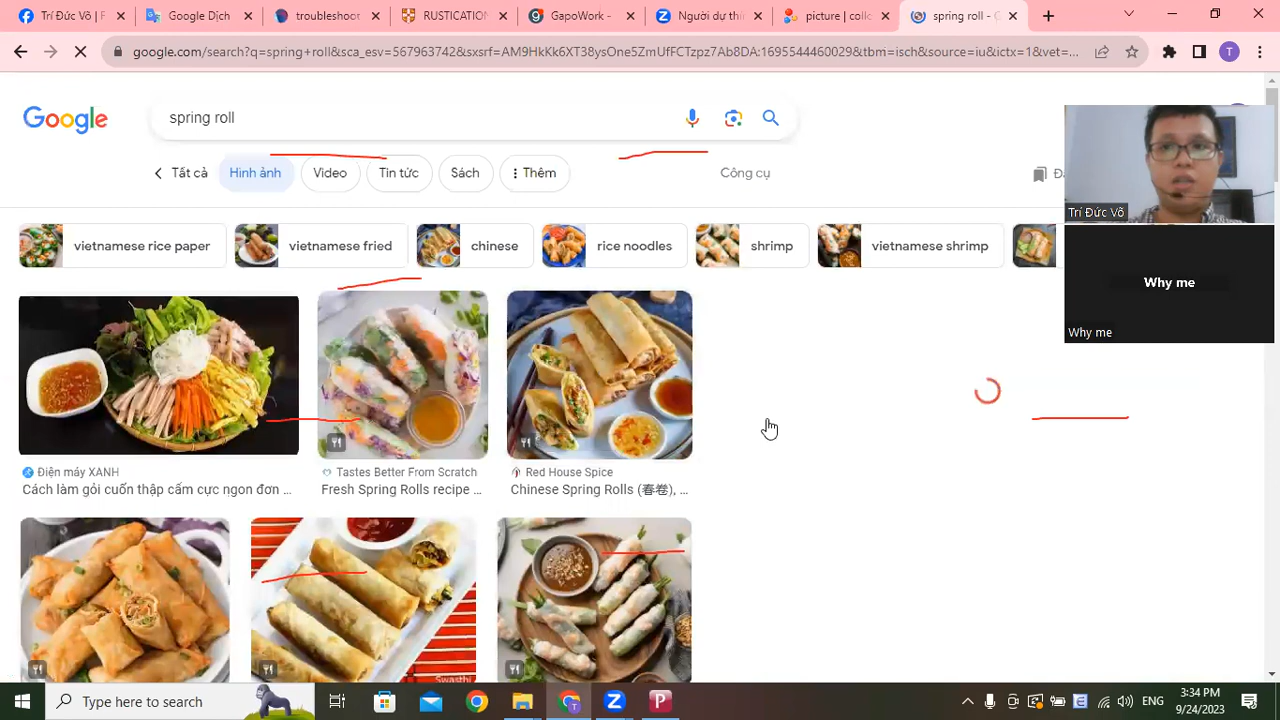 Trí Đức Võ | F
Google Dịch
troubleshoot
RUSTICATION
GapoWork -
Người dự thi
picture | collo
spring roll - G
google.com/search?q=spring+roll&sca_esv=567963742&sxsrf=AM9HkKk6XT38ysOne5ZmUfFCTzpz7Ab8DA:1695544460029&tbm=isch&source=iu&ictx=1&vet=...
T
Google
spring roll
Tất cả
Hình ảnh
Video
Tin tức
Sách
Thêm
Công cụ
Trí Đức Võ
vietnamese rice paper
vietnamese fried
chinese
rice noodles
shrimp
vietnamese shrimp
Why me
Why me
Điện máy XANH
Tastes Better From Scratch
Red House Spice
Cách làm gỏi cuốn thập cẩm cực ngon đơn ...
Fresh Spring Rolls recipe ...
Chinese Spring Rolls (春卷), ...
Swasthi
Type here to search
ENG
3:34 PM
9/24/2023